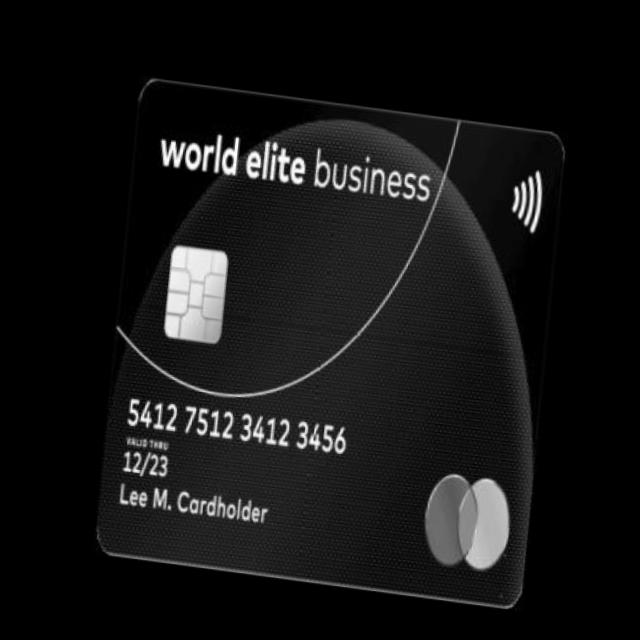 world elite business
5412 7512 3412 3456
VALID THRU
12/23
Lee M. Cardholder